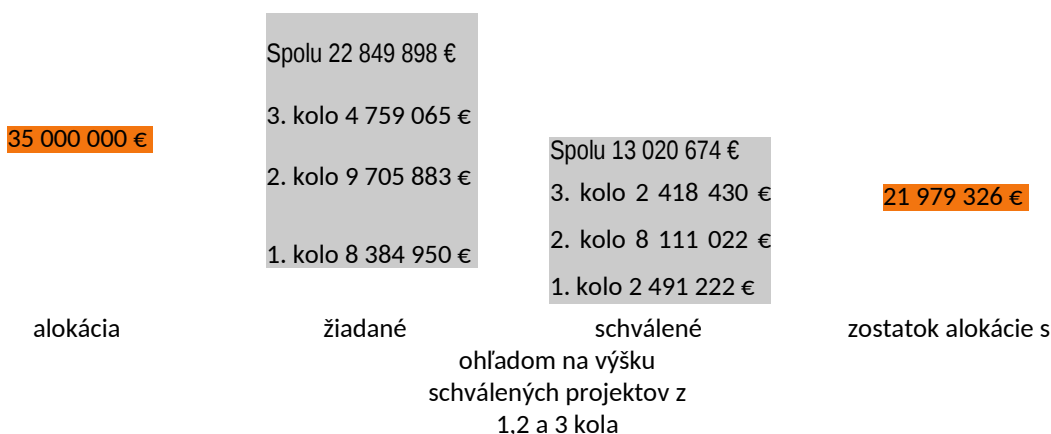 35 000 000 €
Spolu 22 849 898 €
3. kolo 4 759 065 €
2. kolo 9 705 883 €
1. kolo 8 384 950 €
Spolu 13 020 674 €
3. kolo 2 418 430 €
2. kolo 8 111 022 €
1. kolo 2 491 222 €
21 979 326 €
alokácia žiadané schválené zostatok alokácie s
ohľadom na výšku
schválených projektov z
1,2 a 3 kola